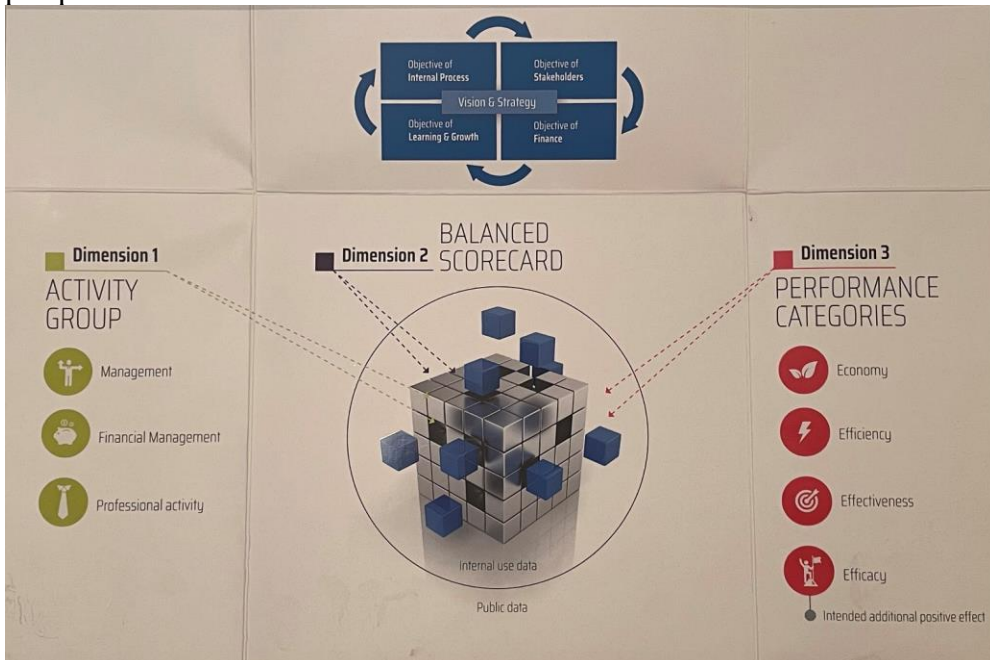 Objective of
Internal Process
Objective of
Stakeholders
Vision & Strategy
Objective of
Learning & Growth
Objective of
Finance
Dimension 1
ACTIVITY
GROUP
Management
Financial Management
Professional activity
Dimension 2
BALANCED
SCORECARD
Internal use data
Public data
Dimension 3
PERFORMANCE
CATEGORIES
Economy
Efficiency
Effectiveness
Efficacy
Intended additional positive effect